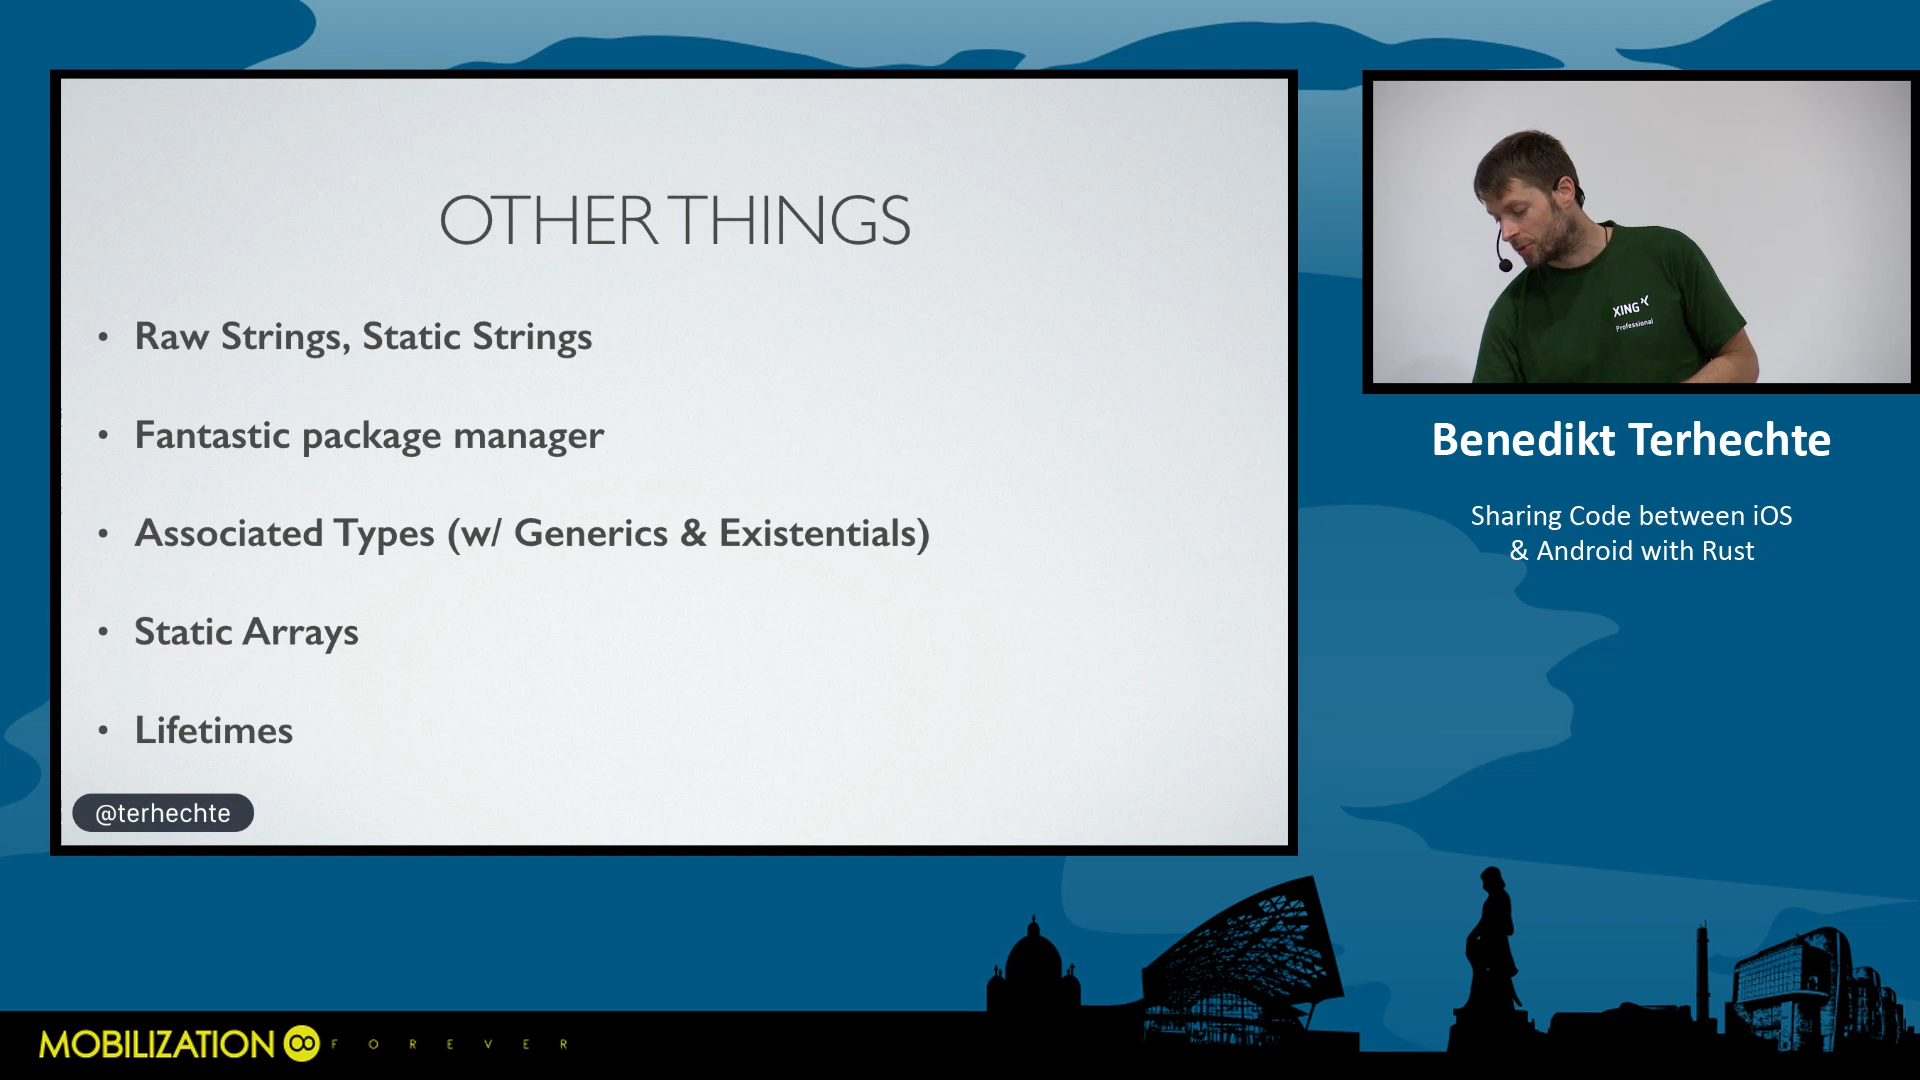 OTHER THINGS
• Raw Strings, Static Strings
• Fantastic package manager
• Associated Types (w/ Generics & Existentials)
• Static Arrays
• Lifetimes
@terhechte
XING
Professional
Benedikt Terhechte
Sharing Code between iOS
& Android with Rust
MOBILIZATION
FOREVER